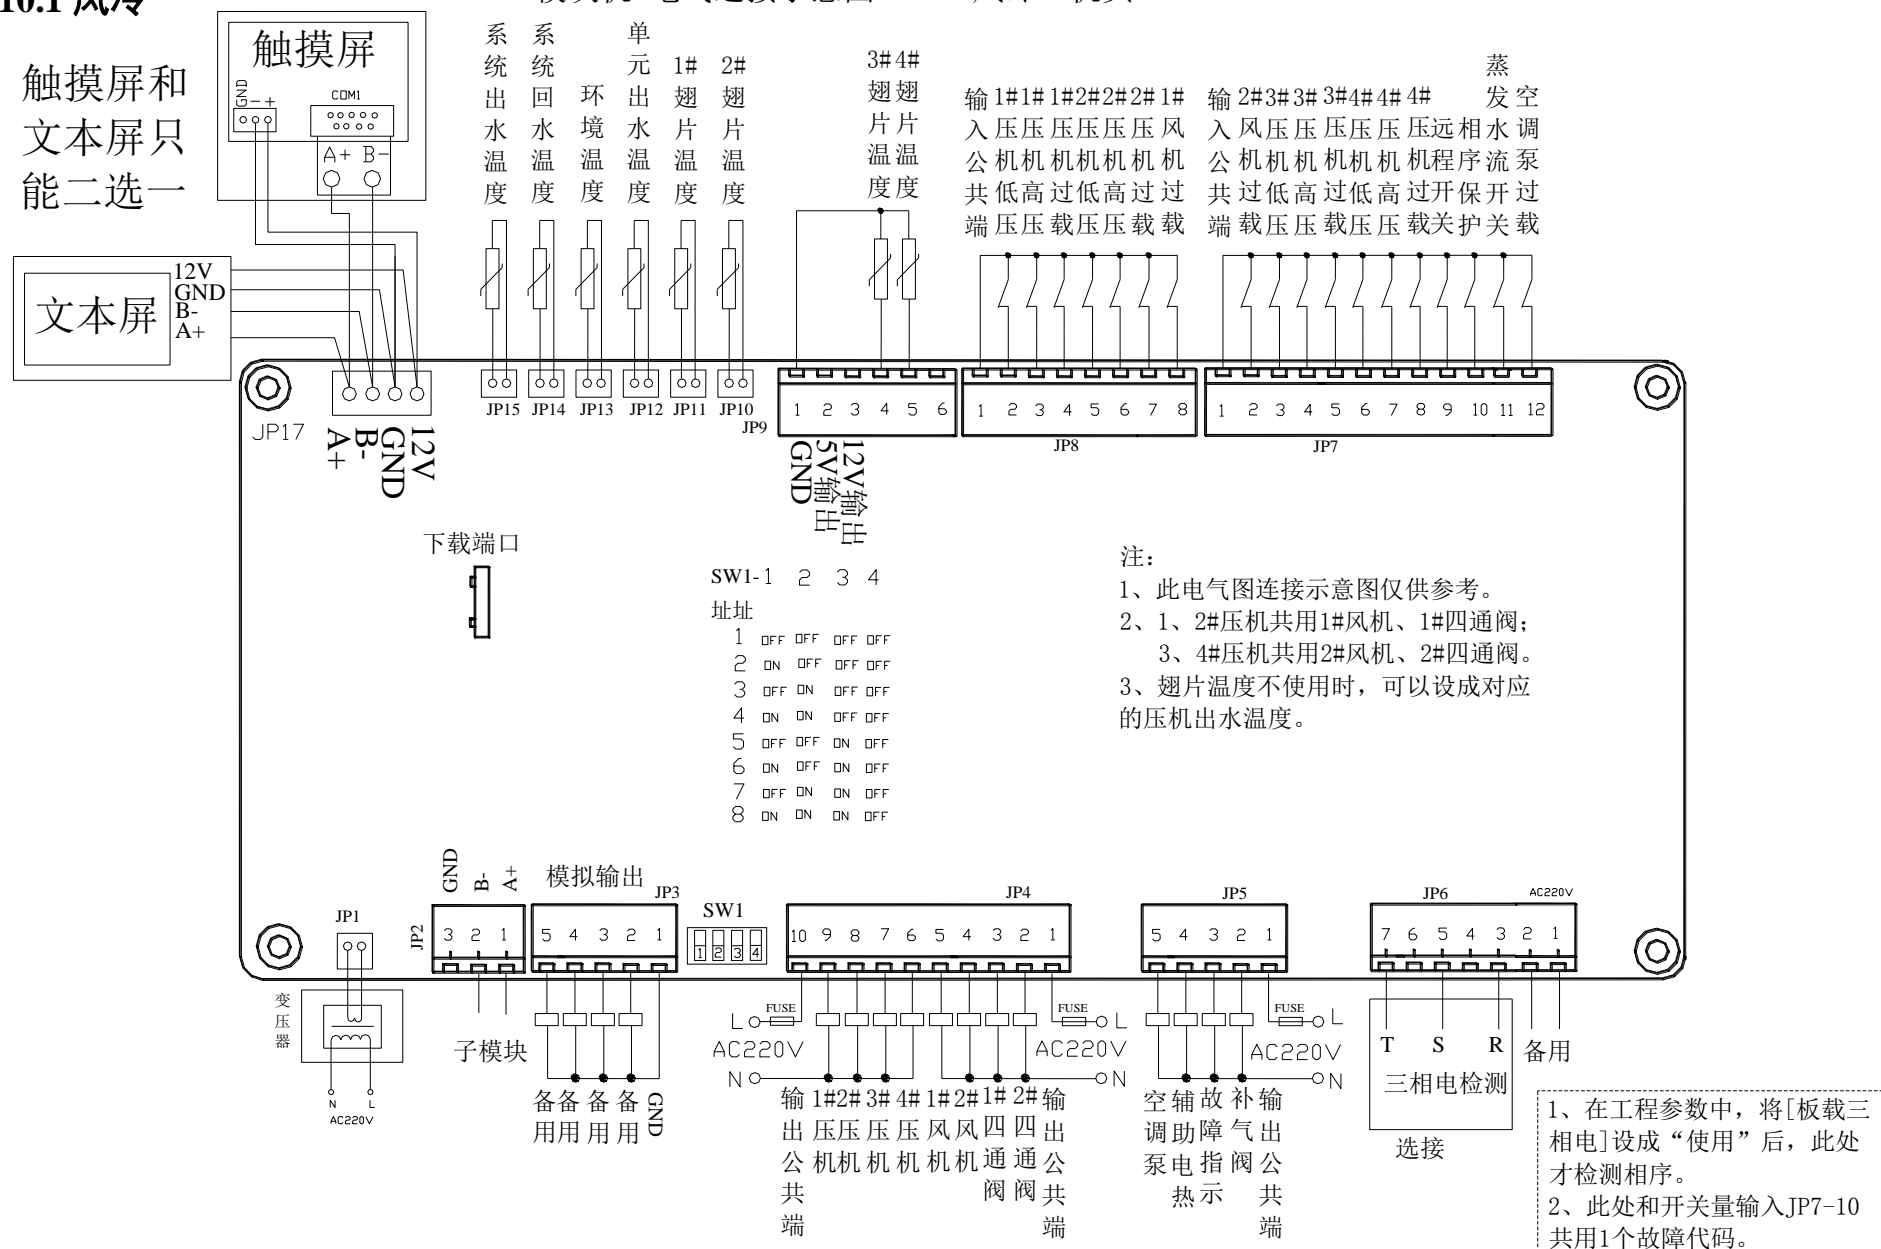 10.1 风冷
触摸屏和
文本屏只
能二选一
触摸屏
GND
-
+
COM1
A+ B-
文本屏
12V
GND
B-
A+
系统出水温度
系统回水温度
环境温度
单元出水温度
1#翅片温度
2#翅片温度
3#翅片温度
4#翅片温度
输入公共端
1#压机低压
1#压机高压
1#压机过载
2#压机低压
2#压机高压
2#压机过载
1#风机过载
输入公共端
2#风机过载
3#压机低压
3#压机高压
3#压机过载
4#压机低压
4#压机高压
4#压机过载
远程开关
相序保护
蒸发水流开关
空调泵过载
JP17
A+
B-
GND
12V
JP15 JP14 JP13 JP12 JP11 JP10
JP9
1 2 3 4 5 6
GND
5V输出
12V输出
1 2 3 4 5 6 7 8
JP8
1 2 3 4 5 6 7 8 9 10 11 12
JP7
下载端口
SW1- 1 2 3 4
址址
1 OFF OFF OFF OFF
2 ON OFF OFF OFF
3 OFF ON OFF OFF
4 ON ON OFF OFF
5 OFF OFF ON OFF
6 ON OFF ON OFF
7 OFF ON ON OFF
8 ON ON ON OFF
注:
1、此电气图连接示意图仅供参考。
2、1、2#压机共用1#风机、1#四通阀;
3、4#压机共用2#风机、2#四通阀。
3、翅片温度不使用时，可以设成对应
的压机出水温度。
JP1
变压器
N L
AC220V
JP2
GND
B-
A+
3 2 1
子模块
模拟输出
JP3
5 4 3 2 1
备用
备用
备用
备用
GND
SW1
1 2 3 4
JP4
10 9 8 7 6 5 4 3 2 1
L FUSE
AC220V
N
FUSE L
AC220V
N
输出公共端
1#压机
2#压机
3#压机
4#压机
1#风机
2#风机
1#四通阀
2#四通阀
输出公共端
JP5
5 4 3 2 1
FUSE L
AC220V
N
空调泵
辅助电热
故障指示
补气阀
输出公共端
JP6
AC220V
7 6 5 4 3 2 1
T S R
三相电检测
备用
选接
1、在工程参数中，将[板载三
相电]设成“使用”后，此处
才检测相序。
2、此处和开关量输入JP7-10
共用1个故障代码。